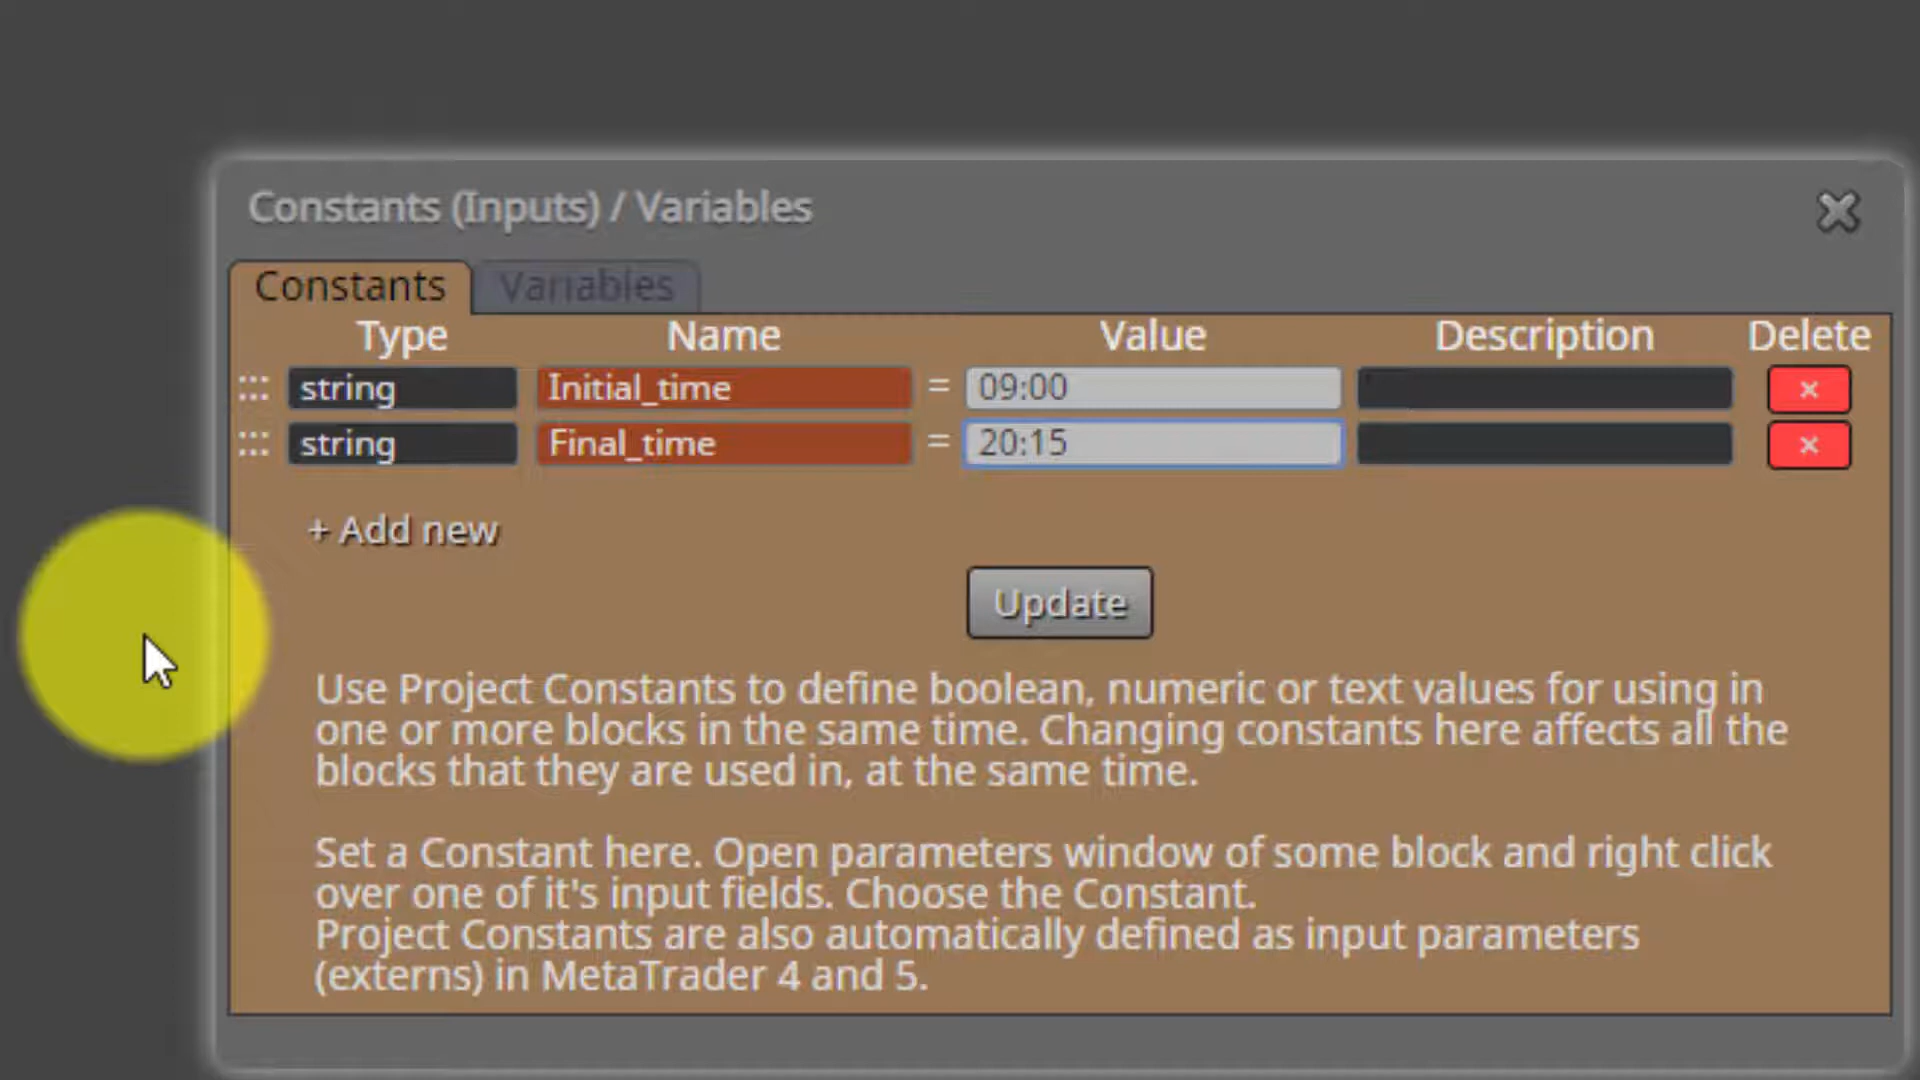 Constants (Inputs) / Variables
Constants Variables
Type Name Value Description Delete
string Initial_time = 09:00 ×
string Final_time = 20:15 ×
+ Add new
Update
Use Project Constants to define boolean, numeric or text values for using in
one or more blocks in the same time. Changing constants here affects all the
blocks that they are used in, at the same time.
Set a Constant here. Open parameters window of some block and right click
over one of it's input fields. Choose the Constant.
Project Constants are also automatically defined as input parameters
(externs) in MetaTrader 4 and 5.